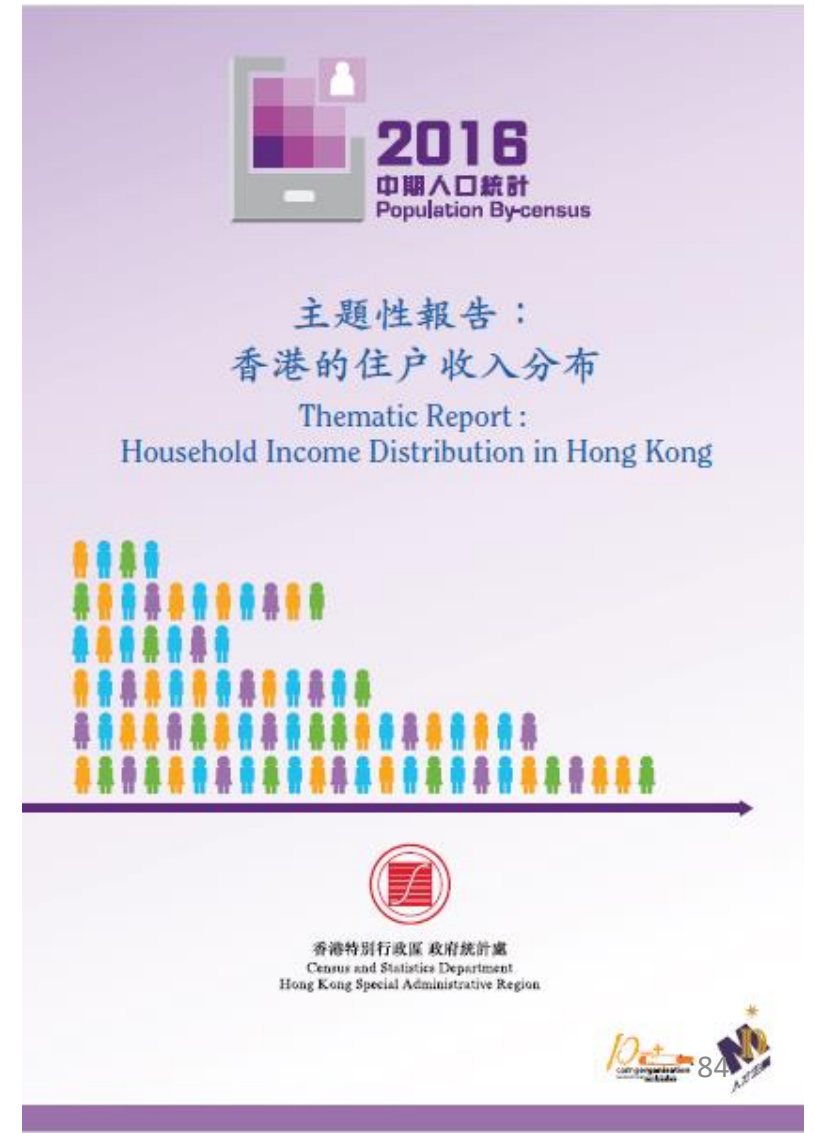 2016
中期人口統計
Population By-census
主題性報告：
香港的住户收入分布
Thematic Report :
Household Income Distribution in Hong Kong
香港特別行政區 政府統計處
Census and Statistics Department
Hong Kong Special Administrative Region
10+
caringorganisation
84